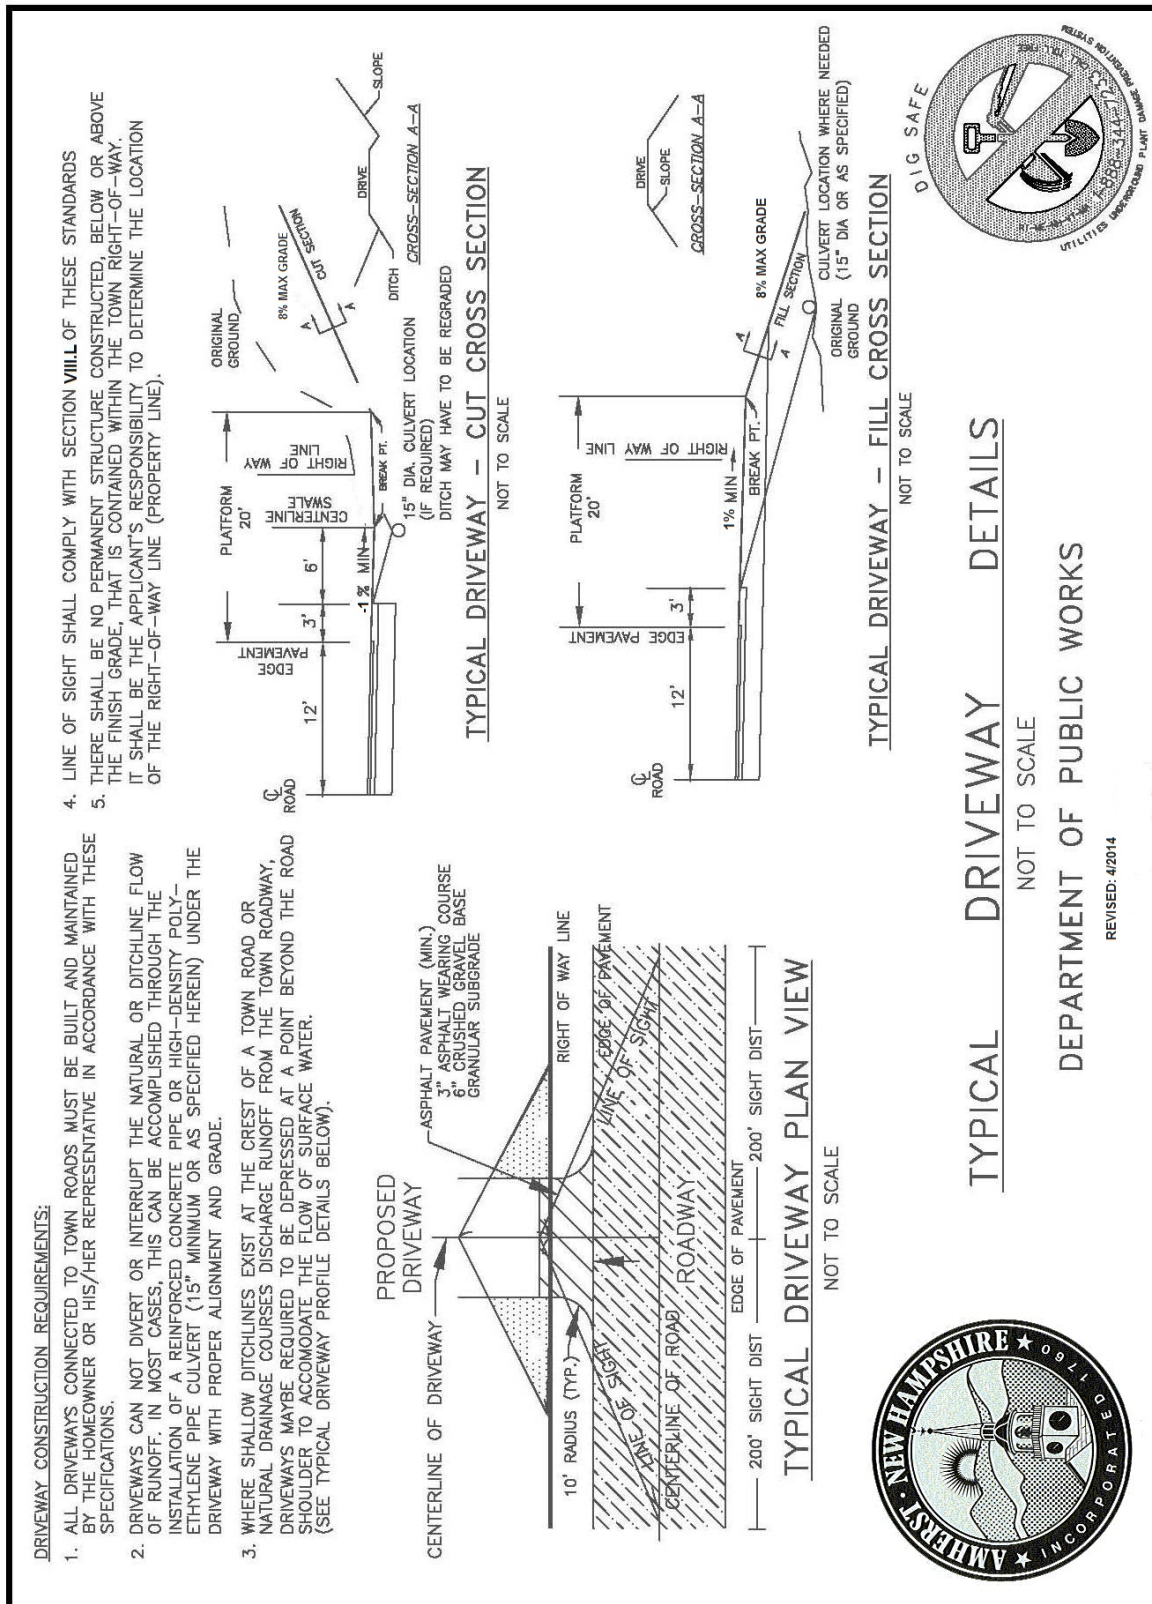 DRIVEWAY CONSTRUCTION REQUIREMENTS:
1. ALL DRIVEWAYS CONNECTED TO TOWN ROADS MUST BE BUILT AND MAINTAINED
BY THE HOMEOWNER OR HIS/HER REPRESENTATIVE IN ACCORDANCE WITH THESE
SPECIFICATIONS.
2. DRIVEWAYS CAN NOT DIVERT OR INTERRUPT THE NATURAL OR DITCHLINE FLOW
OF RUNOFF. IN MOST CASES, THIS CAN BE ACCOMPLISHED THROUGH THE
INSTALLATION OF A REINFORCED CONCRETE PIPE OR HIGH-DENSITY POLY-
ETHYLENE PIPE CULVERT (15" MINIMUM OR AS SPECIFIED HEREIN) UNDER THE
DRIVEWAY WITH PROPER ALIGNMENT AND GRADE.
3. WHERE SHALLOW DITCHLINES EXIST AT THE CREST OF A TOWN ROAD OR
NATURAL DRAINAGE COURSES DISCHARGE RUNOFF FROM THE TOWN ROADWAY,
DRIVEWAYS MAYBE REQUIRED TO BE DEPRESSED AT A POINT BEYOND THE ROAD
SHOULDER TO ACCOMODATE THE FLOW OF SURFACE WATER.
(SEE TYPICAL DRIVEWAY PROFILE DETAILS BELOW).
4. LINE OF SIGHT SHALL COMPLY WITH SECTION VIII.L OF THESE STANDARDS
5. THERE SHALL BE NO PERMANENT STRUCTURE CONSTRUCTED, BELOW OR ABOVE
THE FINISH GRADE, THAT IS CONTAINED WITHIN THE TOWN RIGHT-OF-WAY.
IT SHALL BE THE APPLICANT'S RESPONSIBILITY TO DETERMINE THE LOCATION
OF THE RIGHT-OF-WAY LINE (PROPERTY LINE).
CENTERLINE OF DRIVEWAY
PROPOSED
DRIVEWAY
ASPHALT PAVEMENT (MIN.)
3" ASPHALT WEARING COURSE
6" CRUSHED GRAVEL BASE
GRANULAR SUBGRADE
RIGHT OF WAY LINE
10' RADIUS (TYP.)
EDGE OF PAVEMENT
LINE OF SIGHT
LINE OF SIGHT
CENTERLINE OF ROAD
ROADWAY
EDGE OF PAVEMENT
200' SIGHT DIST
200' SIGHT DIST
TYPICAL DRIVEWAY PLAN VIEW
NOT TO SCALE
PLATFORM
20'
ORIGINAL
GROUND
8% MAX GRADE
CUT SECTION
A
A
RIGHT OF WAY
LINE
CENTERLINE
SWALE
EDGE
PAVEMENT
12'
3'
6'
-1% MIN
BREAK PT.
℄
ROAD
15" DIA. CULVERT LOCATION
(IF REQUIRED)
DITCH MAY HAVE TO BE REGRADED
DRIVE
SLOPE
DITCH
CROSS-SECTION A-A
TYPICAL DRIVEWAY - CUT CROSS SECTION
NOT TO SCALE
PLATFORM
20'
RIGHT OF WAY LINE
EDGE PAVEMENT
12'
3'
1% MIN
BREAK PT.
℄
ROAD
A
A
8% MAX GRADE
FILL SECTION
ORIGINAL
GROUND
CULVERT LOCATION WHERE NEEDED
(15" DIA OR AS SPECIFIED)
DRIVE
SLOPE
CROSS-SECTION A-A
TYPICAL DRIVEWAY - FILL CROSS SECTION
NOT TO SCALE
TYPICAL DRIVEWAY DETAILS
NOT TO SCALE
DEPARTMENT OF PUBLIC WORKS
REVISED: 4/2014
AMHERST · NEW HAMPSHIRE
INCORPORATED 1760
DIG SAFE
CALL TOLL FREE
1-888-344-7233
UTILITIES UNDERGROUND PLANT DAMAGE PREVENTION SYSTEM